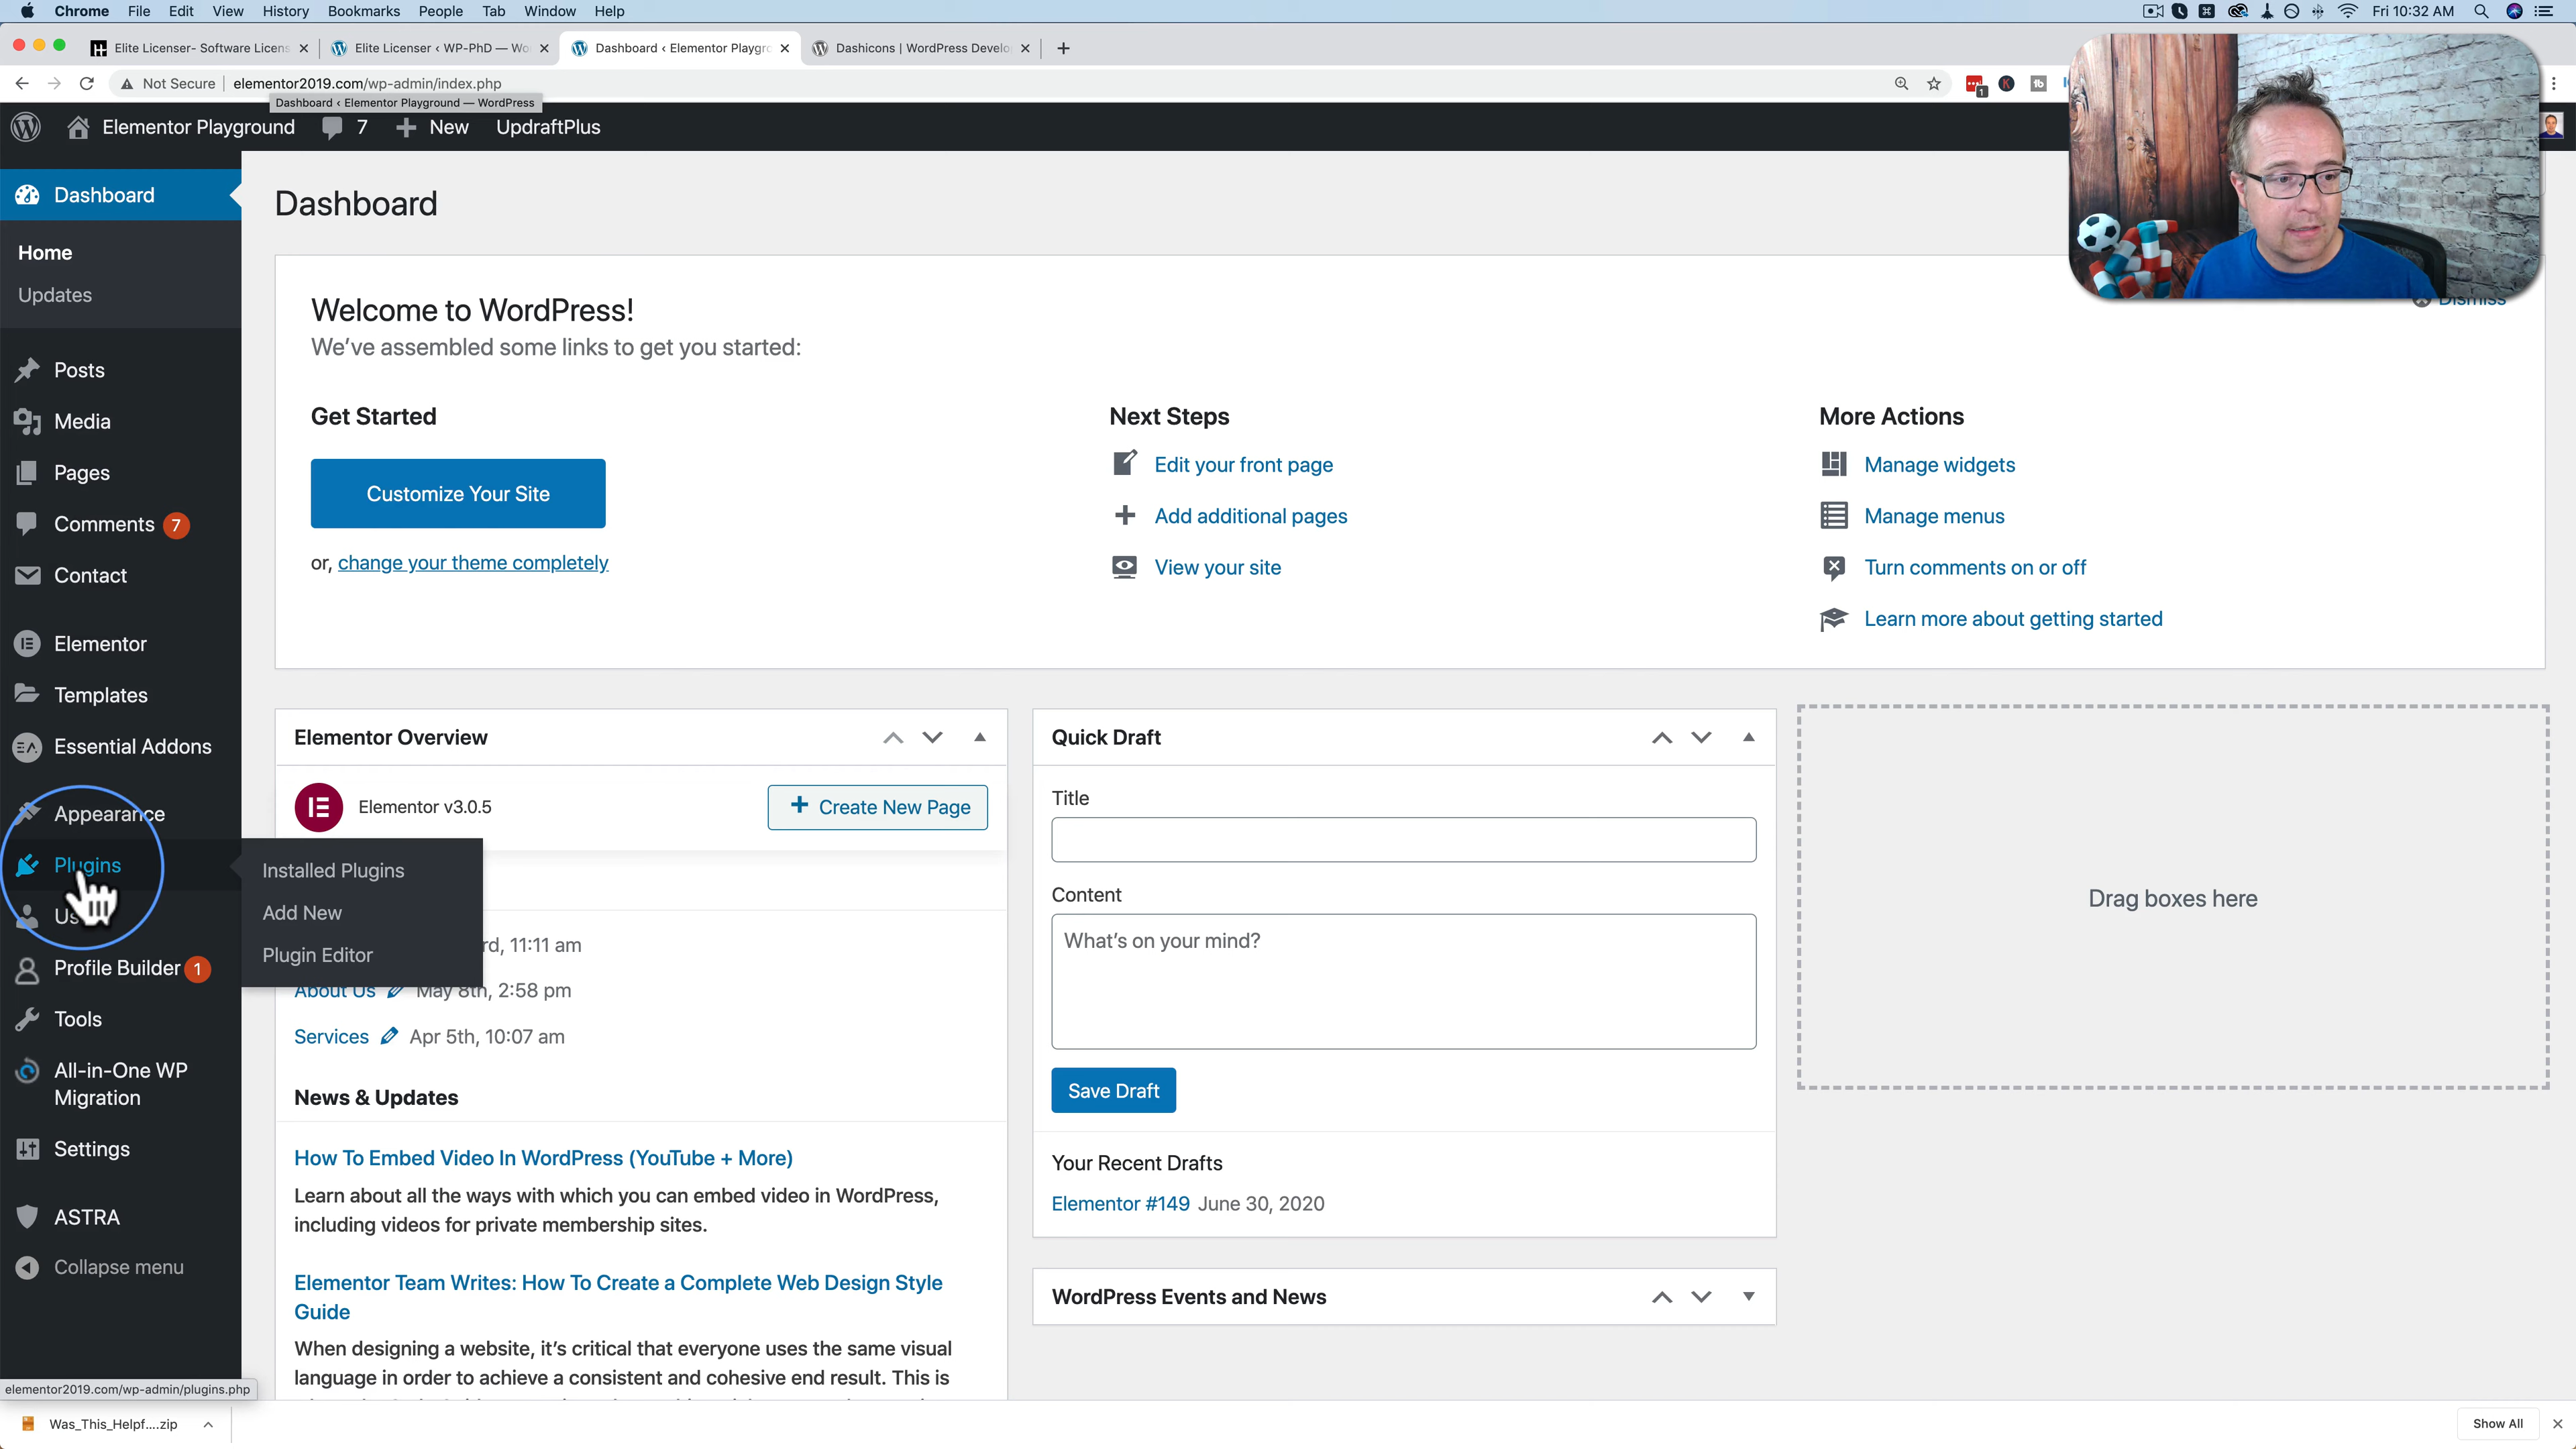 Chrome File Edit View History Bookmarks People Tab Window Help
Fri 10:32 AM
Elite Licenser- Software Licens
Elite Licenser ‹ WP-PhD — Wo
Dashboard ‹ Elementor Playgr
Dashicons | WordPress Develo
Not Secure elementor2019.com/wp-admin/index.php
1
Dashboard ‹ Elementor Playground — WordPress
Elementor Playground 7 New UpdraftPlus
Dashboard
Home
Updates
Posts
Media
Pages
Comments 7
Contact
Elementor
Templates
Essential Addons
Appearance
Plugins
Us
Profile Builder 1
Tools
All-in-One WP
Migration
Settings
ASTRA
Collapse menu
Installed Plugins
Add New
Plugin Editor
Dashboard
Dismiss
Welcome to WordPress!
We've assembled some links to get you started:
Get Started
Customize Your Site
or, change your theme completely
Next Steps
Edit your front page
Add additional pages
View your site
More Actions
Manage widgets
Manage menus
Turn comments on or off
Learn more about getting started
Elementor Overview
Elementor v3.0.5
Create New Page
rd, 11:11 am
About Us May 8th, 2:58 pm
Services Apr 5th, 10:07 am
News & Updates
How To Embed Video In WordPress (YouTube + More)
Learn about all the ways with which you can embed video in WordPress,
including videos for private membership sites.
Elementor Team Writes: How To Create a Complete Web Design Style
Guide
When designing a website, it's critical that everyone uses the same visual
language in order to achieve a consistent and cohesive end result. This is
Quick Draft
Title
Content
What's on your mind?
Save Draft
Your Recent Drafts
Elementor #149 June 30, 2020
WordPress Events and News
Drag boxes here
elementor2019.com/wp-admin/plugins.php
Was_This_Helpf....zip
Show All